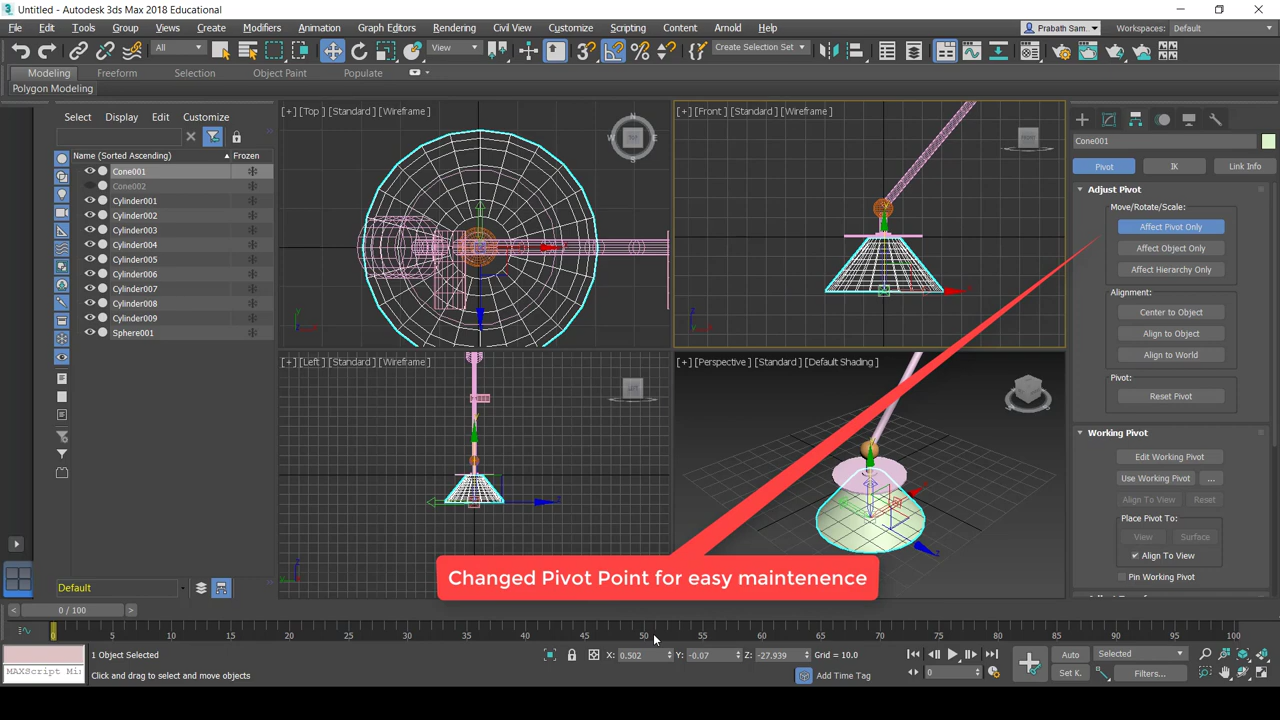 Untitled - Autodesk 3ds Max 2018 Educational
File Edit Tools Group Views Create Modifiers Animation Graph Editors Rendering Civil View Customize Scripting Content Arnold Help
Prabath Sam... Workspaces: Default
All View Create Selection Set
Modeling Freeform Selection Object Paint Populate
Polygon Modeling
Select Display Edit Customize
Name (Sorted Ascending) Frozen
Cone001
Cone002
Cylinder001
Cylinder002
Cylinder003
Cylinder004
Cylinder005
Cylinder006
Cylinder007
Cylinder008
Cylinder009
Sphere001
Default
[+] [Top] [Standard] [Wireframe]
[+] [Front] [Standard] [Wireframe]
[+] [Left] [Standard] [Wireframe]
[+] [Perspective] [Standard] [Default Shading]
Changed Pivot Point for easy maintenence
Cone001
Pivot IK Link Info
Adjust Pivot
Move/Rotate/Scale:
Affect Pivot Only
Affect Object Only
Affect Hierarchy Only
Alignment:
Center to Object
Align to Object
Align to World
Pivot:
Reset Pivot
Working Pivot
Edit Working Pivot
Use Working Pivot ...
Align To View Reset
Place Pivot To:
View Surface
Align To View
Pin Working Pivot
< 0 / 100 >
0 5 10 15 20 25 30 35 40 45 50 55 60 65 70 75 80 85 90 95 100
1 Object Selected
X: 0.502 Y: -0.07 Z: -27.939 Grid = 10.0
Auto Selected
MAXScript Mi
Click and drag to select and move objects
Add Time Tag
0
Set K. Filters...